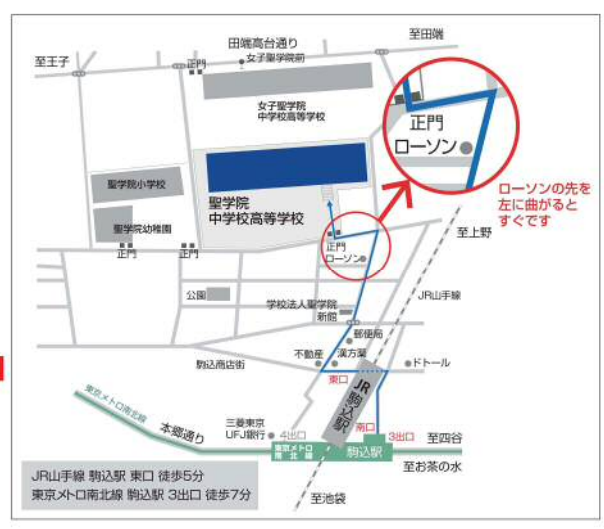 至田端
田端高台通り
至王子
正門
女子聖学院前
女子聖学院
中学校高等学校
正門
ローソン
聖学院小学校
聖学院
中学校高等学校
ローソンの先を
左に曲がると
すぐです
聖学院幼稚園
至上野
正門
正門
正門
ローソン
公園
JR山手線
学校法人聖学院
新館
郵便局
不動産
漢方薬
ドトール
駒込商店街
東口
JR駒込駅
東京メトロ南北線
本郷通り
三菱東京
UFJ銀行
4出口
南口
3出口
至四谷
東京メトロ
南北線
駒込駅
至お茶の水
JR山手線 駒込駅 東口 徒歩5分
東京メトロ南北線 駒込駅 3出口 徒歩7分
至池袋